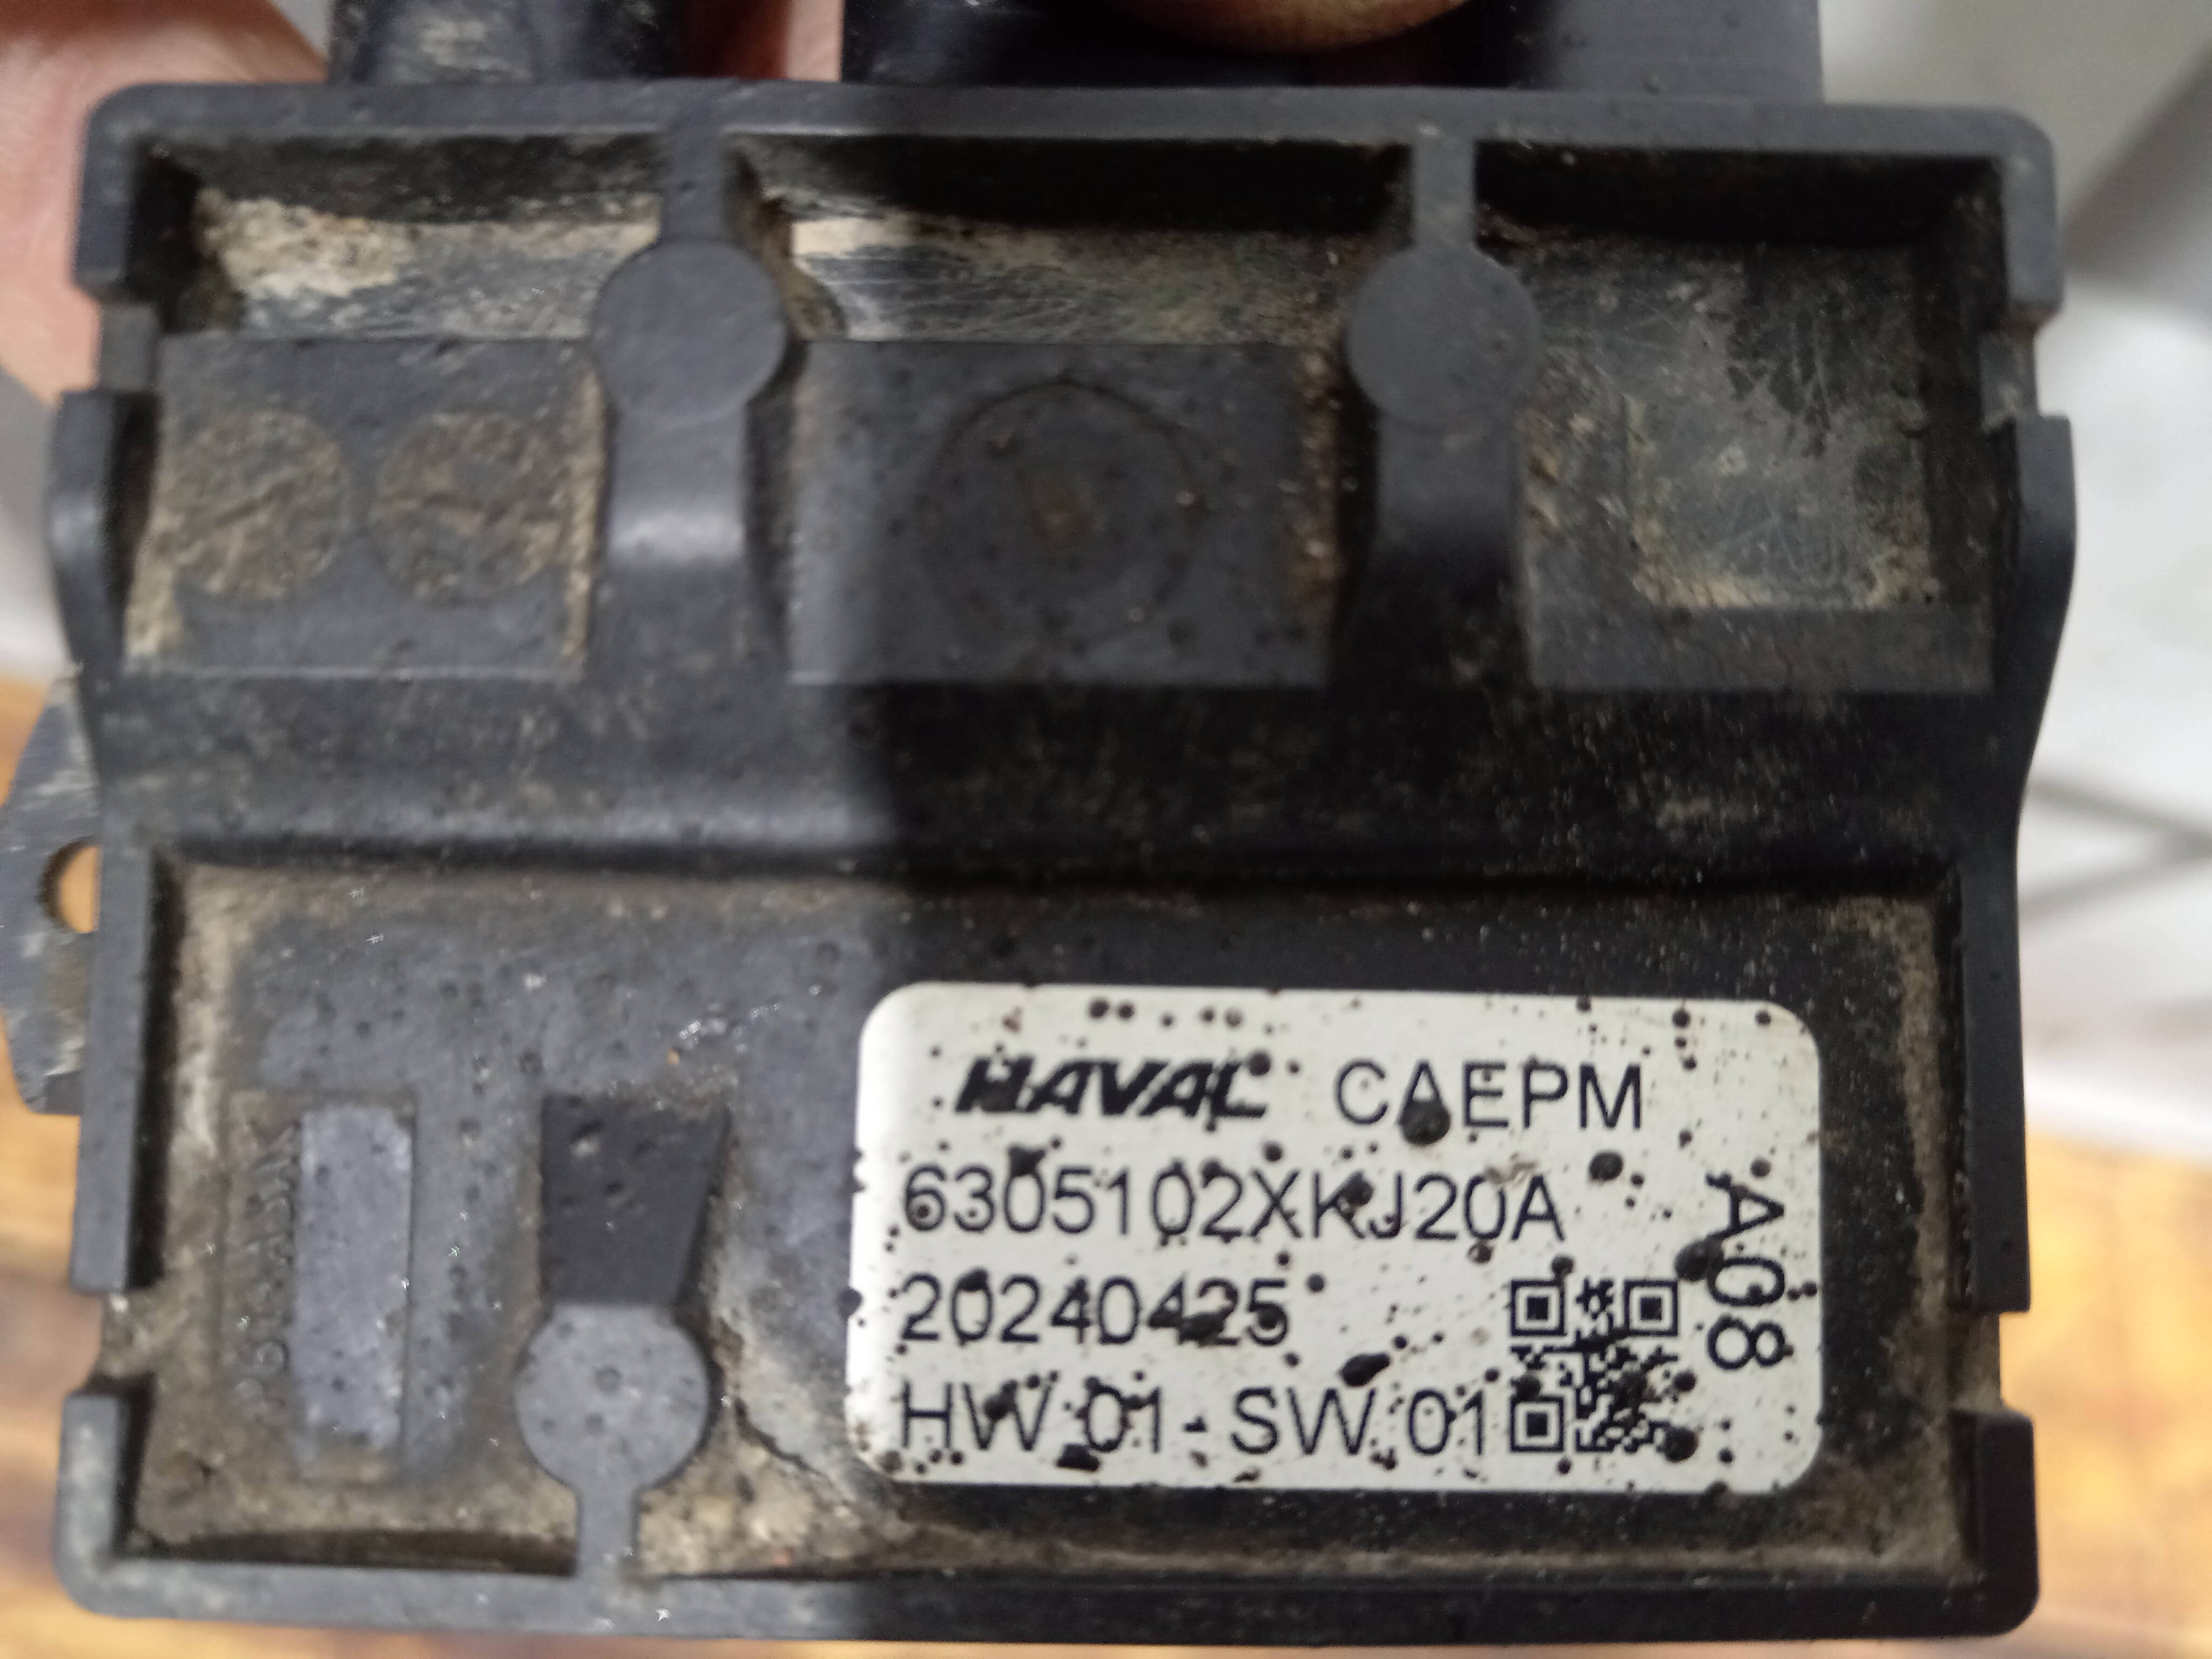 HAVAL CAEPM
6305102XKJ20A
20240425
HW 01- SW 01
A08